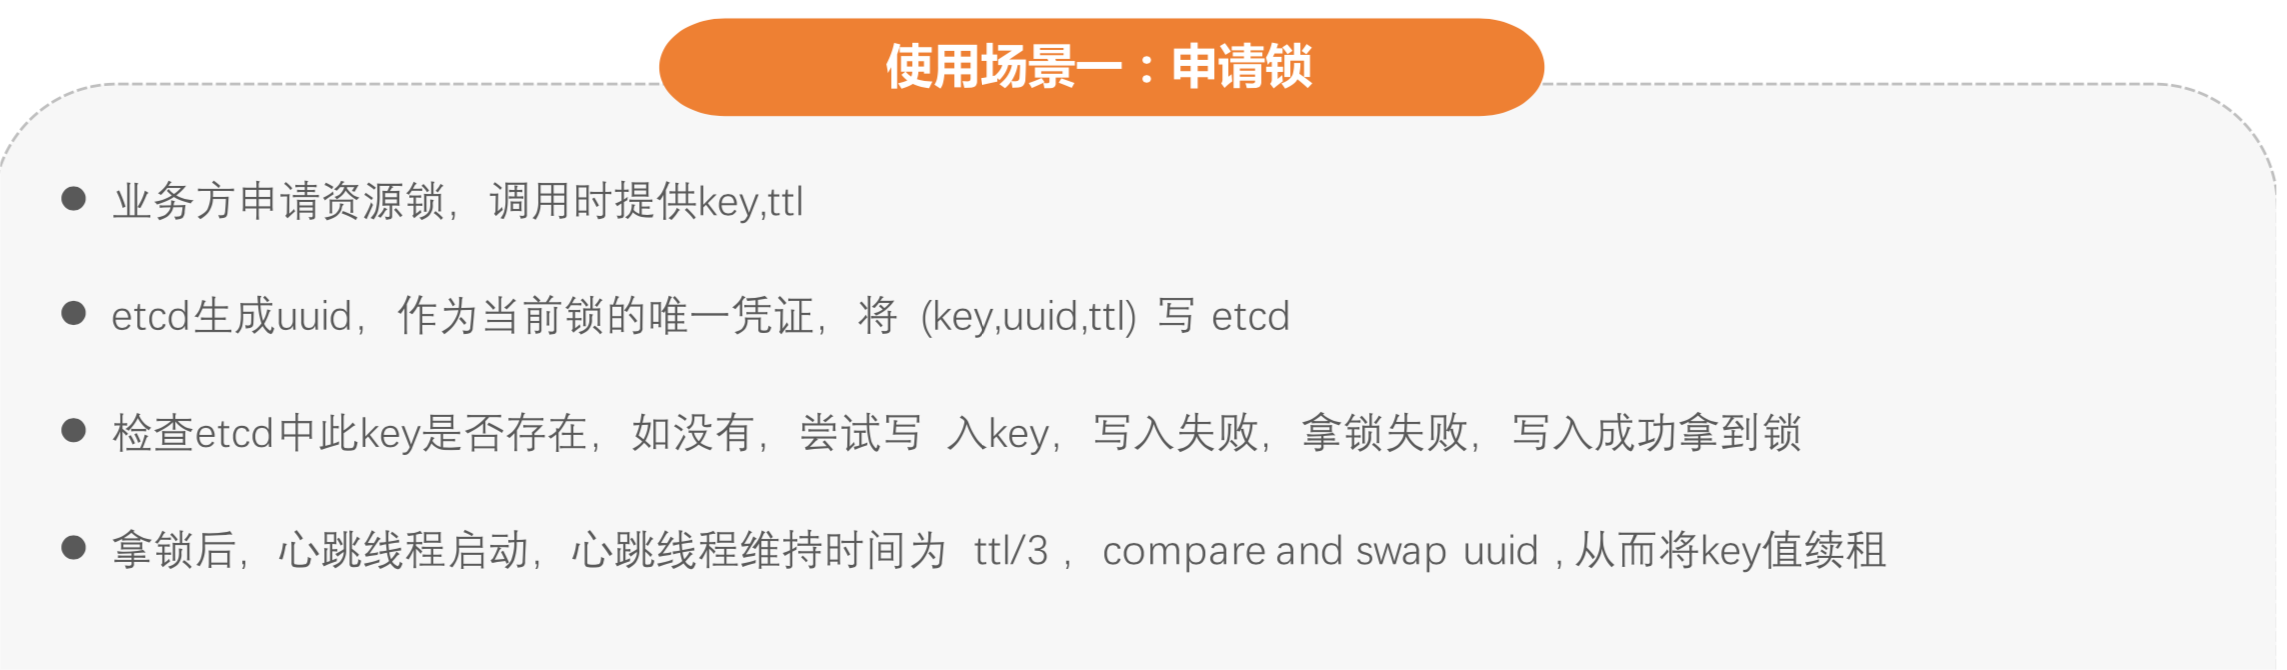 使用场景一：申请锁
业务方申请资源锁，调用时提供key,ttl
etcd生成uuid，作为当前锁的唯一凭证，将 (key,uuid,ttl) 写 etcd
检查etcd中此key是否存在，如没有，尝试写 入key，写入失败，拿锁失败，写入成功拿到锁
拿锁后，心跳线程启动，心跳线程维持时间为 ttl/3 ，compare and swap uuid , 从而将key值续租